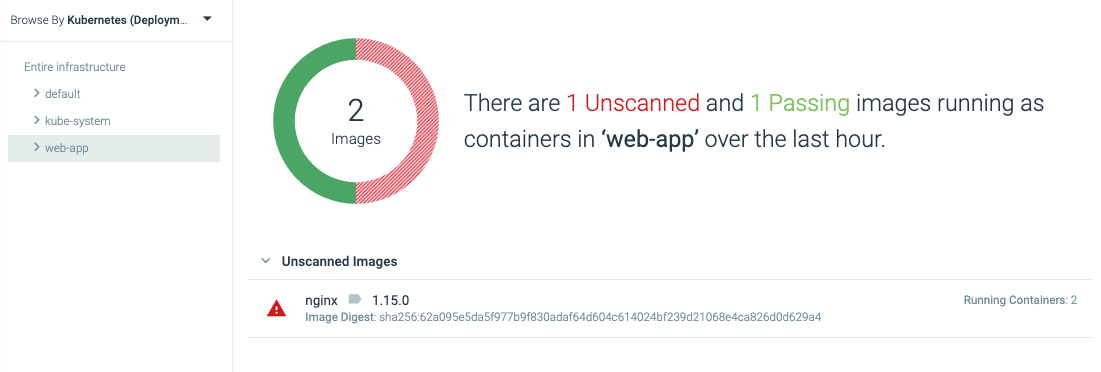 Browse By Kubernetes (Deploym...
Entire infrastructure
default
kube-system
web-app
2
Images
There are 1 Unscanned and 1 Passing images running as
containers in ‘web-app’ over the last hour.
Unscanned Images
nginx 1.15.0
Running Containers: 2
Image Digest: sha256:62a095e5da5f977b9f830adaf64d604c614024bf239d21068e4ca826d0d629a4